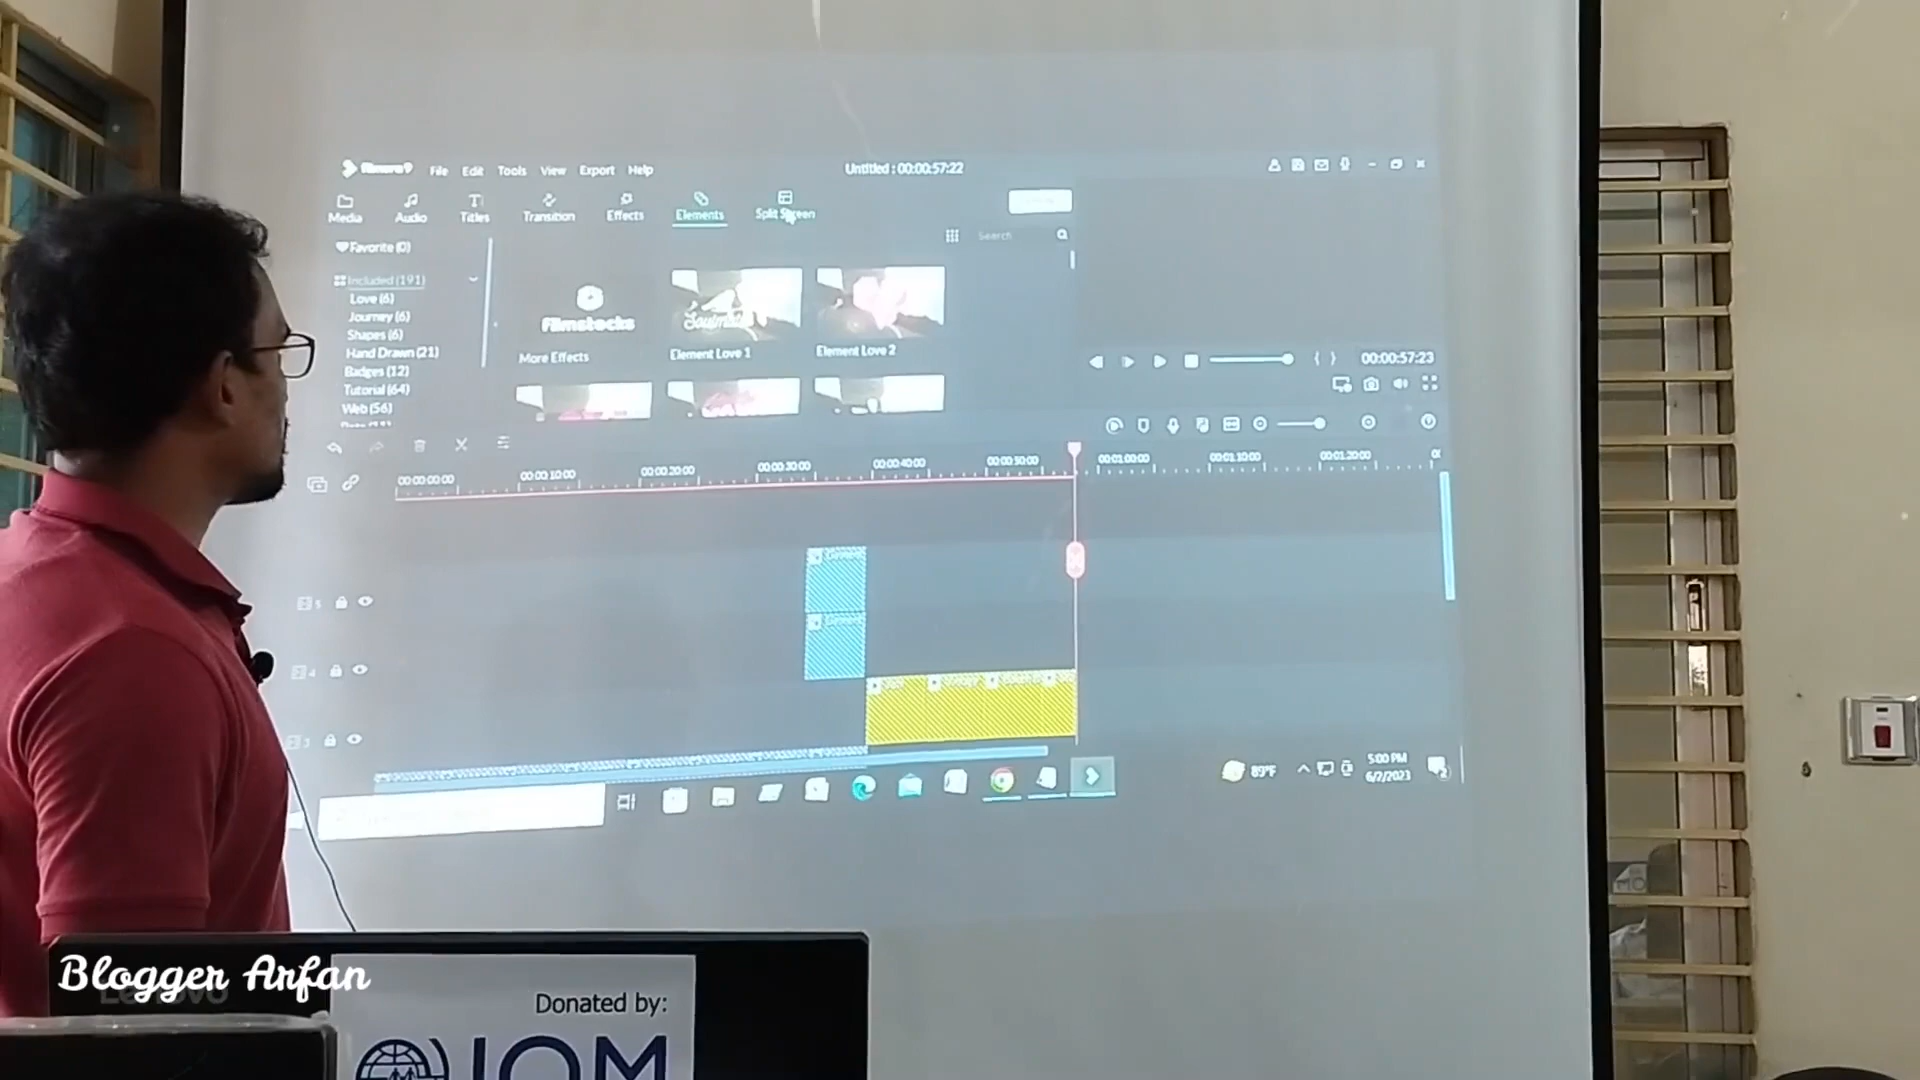 filmora9 File Edit Tools View Export Help
Untitled : 00:00:57:22
Media Audio Titles Transition Effects Elements Split Screen
Favorite (0)
Search
Included (191)
Love (6)
Journey (6)
Shapes (6)
Hand Drawn (21)
Badges (12)
Tutorial (64)
Web (56)
Filmstocks
More Effects
Element Love 1
Element Love 2
00:00:57:23
00:00:00:00
00:00:10:00
00:00:20:00
00:00:30:00
00:00:40:00
00:00:50:00
00:01:00:00
00:01:10:00
00:01:20:00
5
4
3
89°F
5:00 PM
6/2/2023
Blogger Arfan
Lenovo
Donated by:
IOM